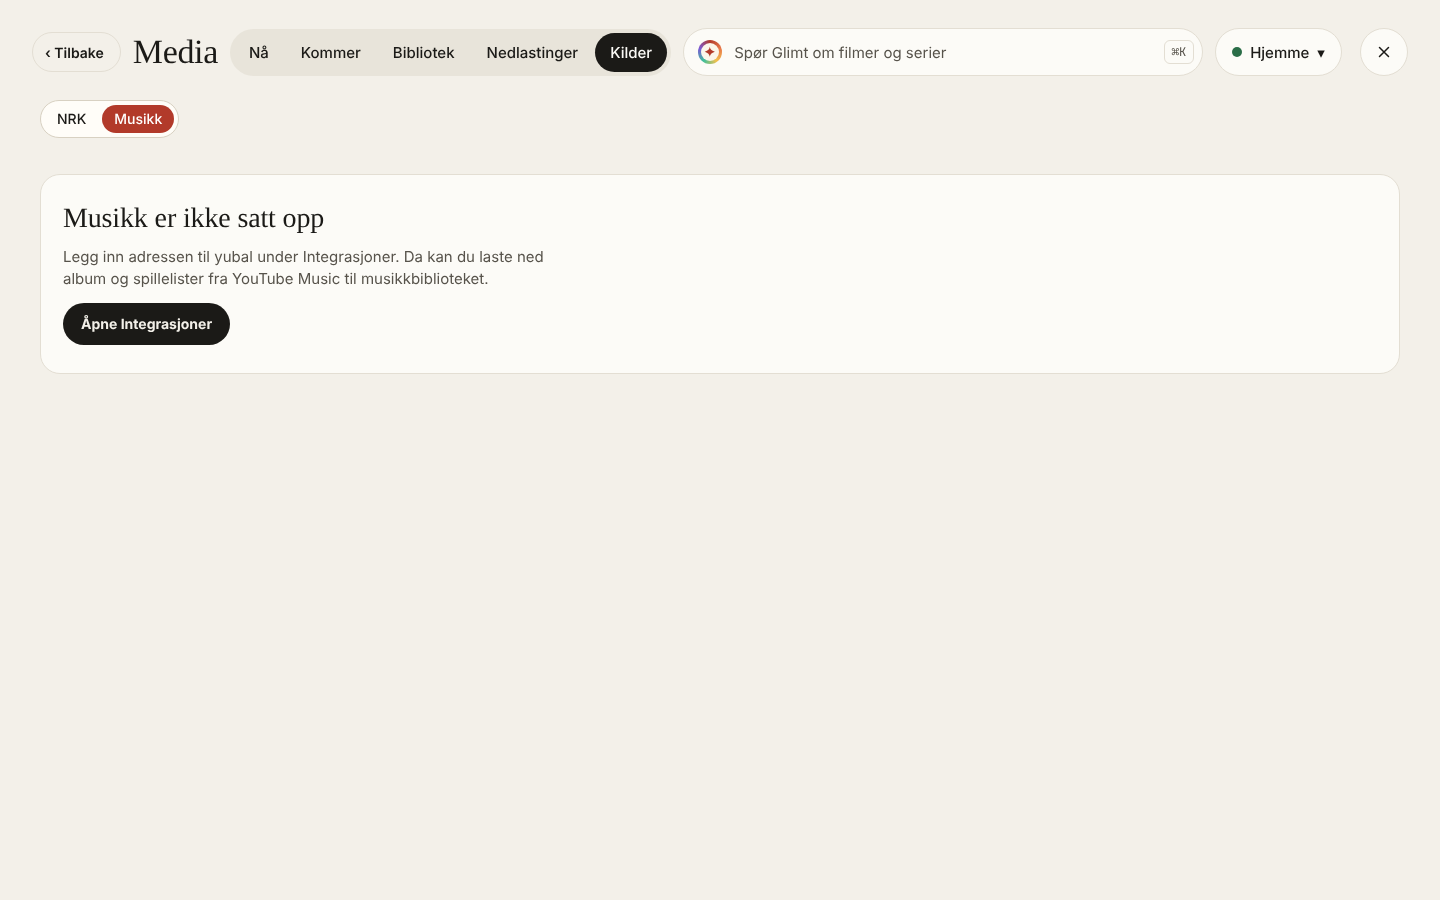 ‹ Tilbake
Media
Nå
Kommer
Bibliotek
Nedlastinger
Kilder
Spør Glimt om filmer og serier
⌘K
Hjemme ▾
×
NRK
Musikk
Musikk er ikke satt opp
Legg inn adressen til yubal under Integrasjoner. Da kan du laste ned
album og spillelister fra YouTube Music til musikkbiblioteket.
Åpne Integrasjoner